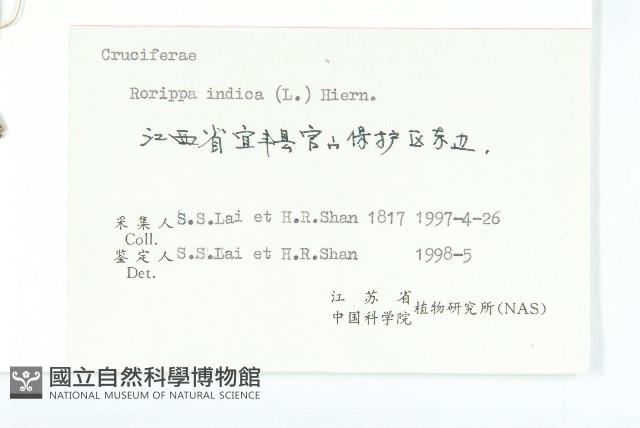 Cruciferae
Rorippa indica (L.) Hiern.
江西省宜丰县官山保护区东边.
采集人 S.S.Lai et H.R.Shan 1817 1997-4-26
Coll.
鉴定人 S.S.Lai et H.R.Shan 1998-5
Det.
江苏省
中国科学院 植物研究所(NAS)
國立自然科學博物館
NATIONAL MUSEUM OF NATURAL SCIENCE